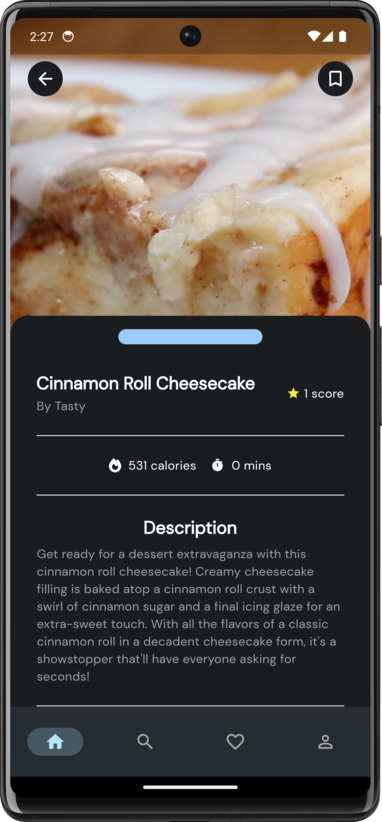 2:27
Cinnamon Roll Cheesecake
1 score
By Tasty
531 calories 0 mins
Description
Get ready for a dessert extravaganza with this
cinnamon roll cheesecake! Creamy cheesecake
filling is baked atop a cinnamon roll crust with a
swirl of cinnamon sugar and a final icing glaze for an
extra-sweet touch. With all the flavors of a classic
cinnamon roll in a decadent cheesecake form, it's a
showstopper that'll have everyone asking for
seconds!